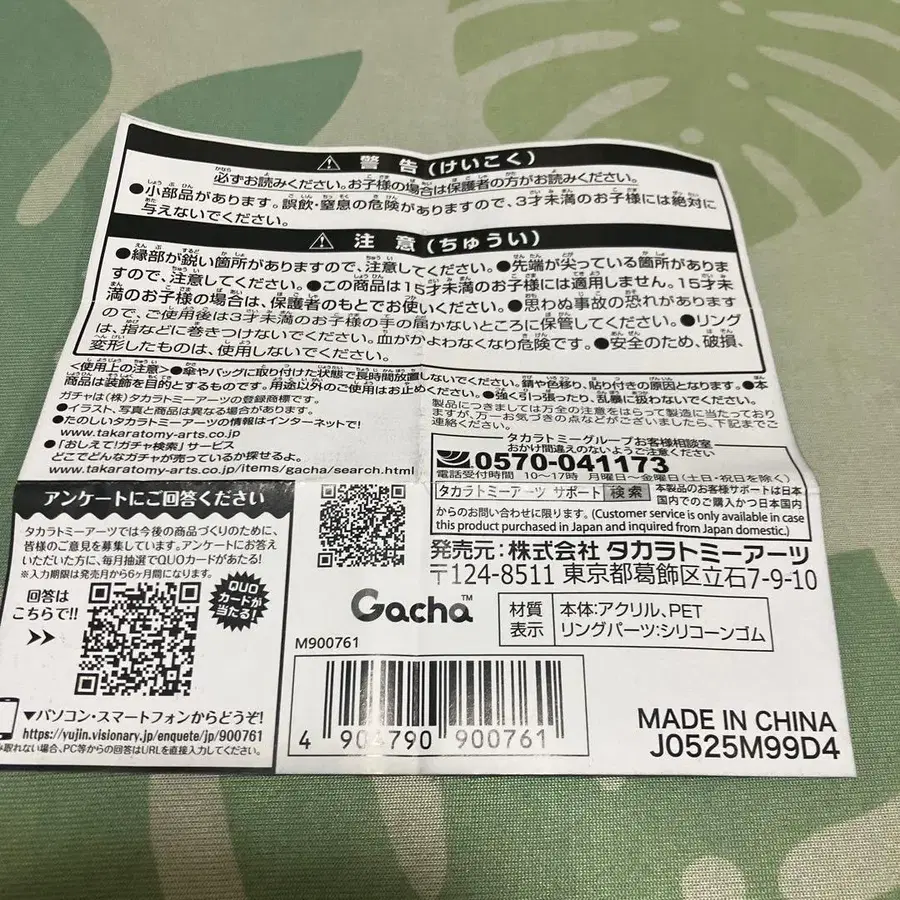 ⚠ 警告(けいこく)
必ずお読みください。お子様の場合は保護者の方がお読みください。
●小部品があります。誤飲・窒息の危険がありますので、3才未満のお子様には絶対に
与えないでください。
⚠ 注意(ちゅうい)
●縁部が鋭い箇所がありますので、注意してください。●先端が尖っている箇所がありま
すので、注意してください。●この商品は15才未満のお子様には適用しません。15才未
満のお子様の場合は、保護者のもとでお使いください。●思わぬ事故の恐れがあります
ので、ご使用後は3才未満のお子様の手の届かないところに保管してください。●リング
は、指などに巻きつけないでください。血がかよわなくなり危険です。●安全のため、破損、
変形したものは、使用しないでください。
<使用上の注意>●傘やバッグに取り付けた状態で長時間放置しないでください。錆や色移り、貼り付きの原因となります。●本
商品は装飾を目的とするものです。用途以外のご使用はお止めください。●強く引っ張ったり、乱暴に扱わないでください。
ガチャは(株)タカラトミーアーツの登録商標です。
●イラスト、写真と商品は異なる場合があります。
●たのしいタカラトミーアーツの情報はインターネットで!
www.takaratomy-arts.co.jp
●「おしえて!ガチャ検索」サービス
どこでどんなガチャが売っているか探せるよ。
www.takaratomy-arts.co.jp/items/gacha/search.html
製品につきましては万全の注意をはらって製造に当たっており
ますが、万一お気づきの点などがございましたら、下記までご
連絡ください。
タカラトミーグループお客様相談室
おかけ間違えのないようご注意ください
0570-041173
電話受付時間 10~17時 月曜日~金曜日(土・日・祝日を除く)
タカラトミーアーツ サポート 検索 本製品のお客様サポートは日本
国内でのご購入かつ日本国内
からのお問い合わせに限ります。(Customer service is only available in case
this product purchased in Japan and inquired from Japan domestic.)
発売元:株式会社 タカラトミーアーツ
〒124-8511 東京都葛飾区立石7-9-10
アンケートにご回答ください
タカラトミーアーツでは今後の商品づくりのために、
皆様のご意見を募集しています。アンケートにお答え
いただいた方に、毎月抽選でQUOカードがあたる!
※入力期限は発売月から6ヶ月間になります。
回答は
こちらで!!
QUO
カードが
当たる!
▼パソコン・スマートフォンからどうぞ!
https://yujin.visionary.jp/enquete/jp/900761
み取れない場合、PC等からの回答はURLを直接入力してください。
Gacha™
材質
表示
本体:アクリル、PET
リングパーツ:シリコーンゴム
M900761
4 904790 900761
MADE IN CHINA
J0525M99D4